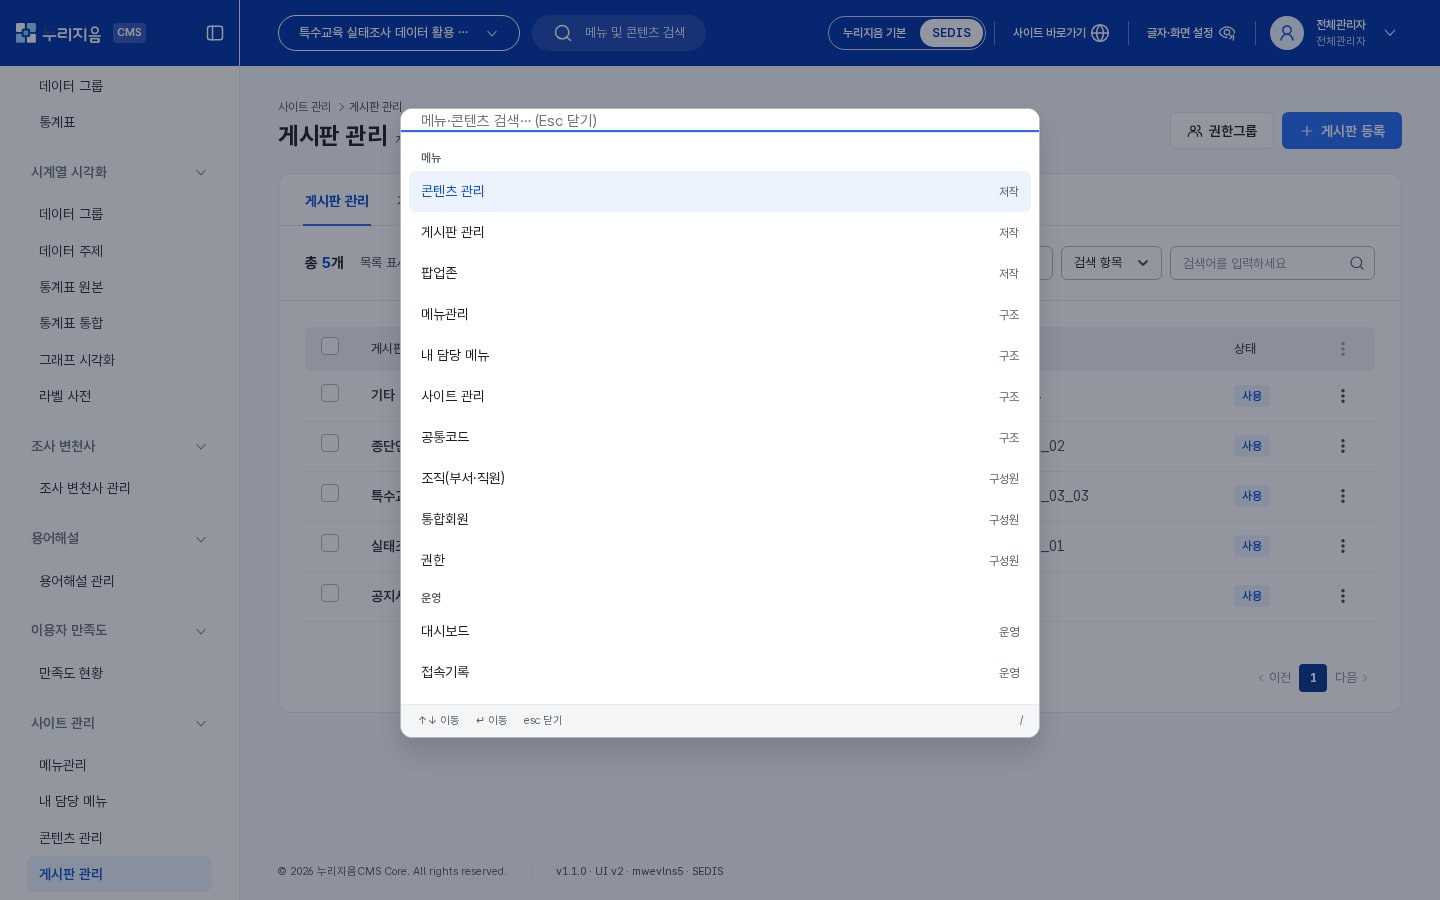 누리지음 CMS
특수교육 실태조사 데이터 활용 ···
메뉴 및 콘텐츠 검색
누리지음 기본 SEDIS
사이트 바로가기
글자·화면 설정
전체관리자
전체관리자
데이터 그룹
통계표
시계열 시각화
데이터 그룹
데이터 주제
통계표 원본
통계표 통합
그래프 시각화
라벨 사전
조사 변천사
조사 변천사 관리
용어해설
용어해설 관리
이용자 만족도
만족도 현황
사이트 관리
메뉴관리
내 담당 메뉴
콘텐츠 관리
게시판 관리
사이트 관리 > 게시판 관리
게시판 관리
권한그룹
+ 게시판 등록
게시판 관리
총 5개 목록 표시
검색 항목
검색어를 입력하세요
상태
기타 사용
_02 사용
_03_03 사용
_01 사용
사용
이전 1 다음
메뉴·콘텐츠 검색··· (Esc 닫기)
메뉴
콘텐츠 관리 저작
게시판 관리 저작
팝업존 저작
메뉴관리 구조
내 담당 메뉴 구조
사이트 관리 구조
공통코드 구조
조직(부서·직원) 구성원
통합회원 구성원
권한 구성원
운영
대시보드 운영
접속기록 운영
↑↓ 이동 ↵ 이동 esc 닫기 /
© 2026 누리지음CMS Core. All rights reserved.
v1.1.0 · UI v2 · mwevlns5 · SEDIS